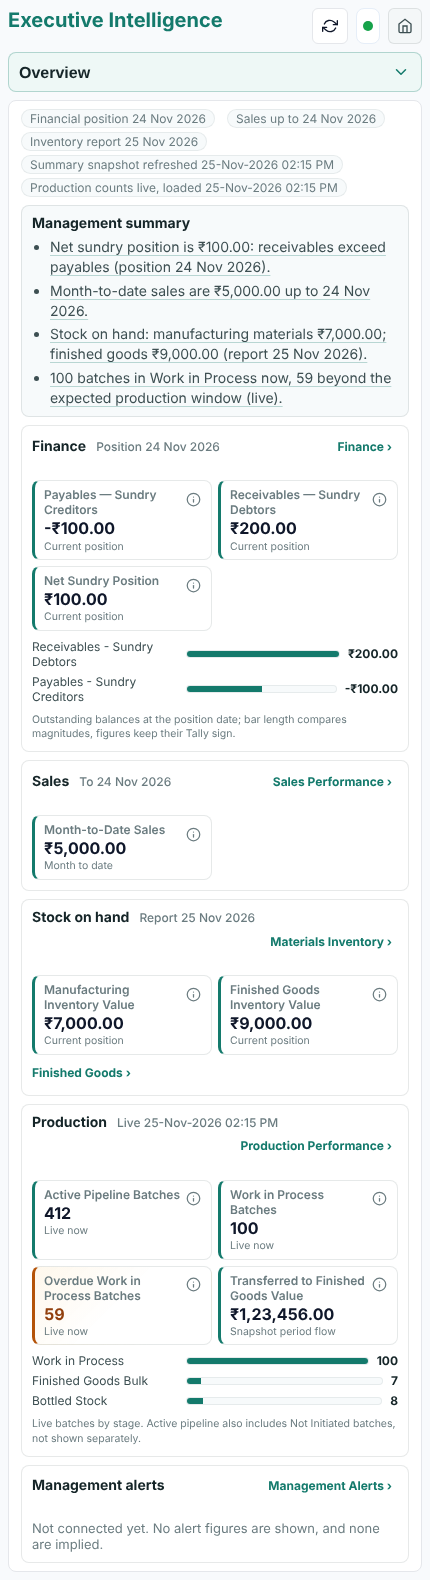 Executive Intelligence
Overview
Financial position 24 Nov 2026
Sales up to 24 Nov 2026
Inventory report 25 Nov 2026
Summary snapshot refreshed 25-Nov-2026 02:15 PM
Production counts live, loaded 25-Nov-2026 02:15 PM
Management summary
• Net sundry position is ₹100.00: receivables exceed
payables (position 24 Nov 2026).
• Month-to-date sales are ₹5,000.00 up to 24 Nov
2026.
• Stock on hand: manufacturing materials ₹7,000.00;
finished goods ₹9,000.00 (report 25 Nov 2026).
• 100 batches in Work in Process now, 59 beyond the
expected production window (live).
Finance Position 24 Nov 2026
Finance ›
Payables — Sundry
Creditors
-₹100.00
Current position
Receivables — Sundry
Debtors
₹200.00
Current position
Net Sundry Position
₹100.00
Current position
Receivables - Sundry
Debtors
₹200.00
Payables - Sundry
Creditors
-₹100.00
Outstanding balances at the position date; bar length compares
magnitudes, figures keep their Tally sign.
Sales To 24 Nov 2026
Sales Performance ›
Month-to-Date Sales
₹5,000.00
Month to date
Stock on hand Report 25 Nov 2026
Materials Inventory ›
Manufacturing
Inventory Value
₹7,000.00
Current position
Finished Goods
Inventory Value
₹9,000.00
Current position
Finished Goods ›
Production Live 25-Nov-2026 02:15 PM
Production Performance ›
Active Pipeline Batches
412
Live now
Work in Process
Batches
100
Live now
Overdue Work in
Process Batches
59
Live now
Transferred to Finished
Goods Value
₹1,23,456.00
Snapshot period flow
Work in Process 100
Finished Goods Bulk 7
Bottled Stock 8
Live batches by stage. Active pipeline also includes Not Initiated batches,
not shown separately.
Management alerts
Management Alerts ›
Not connected yet. No alert figures are shown, and none
are implied.